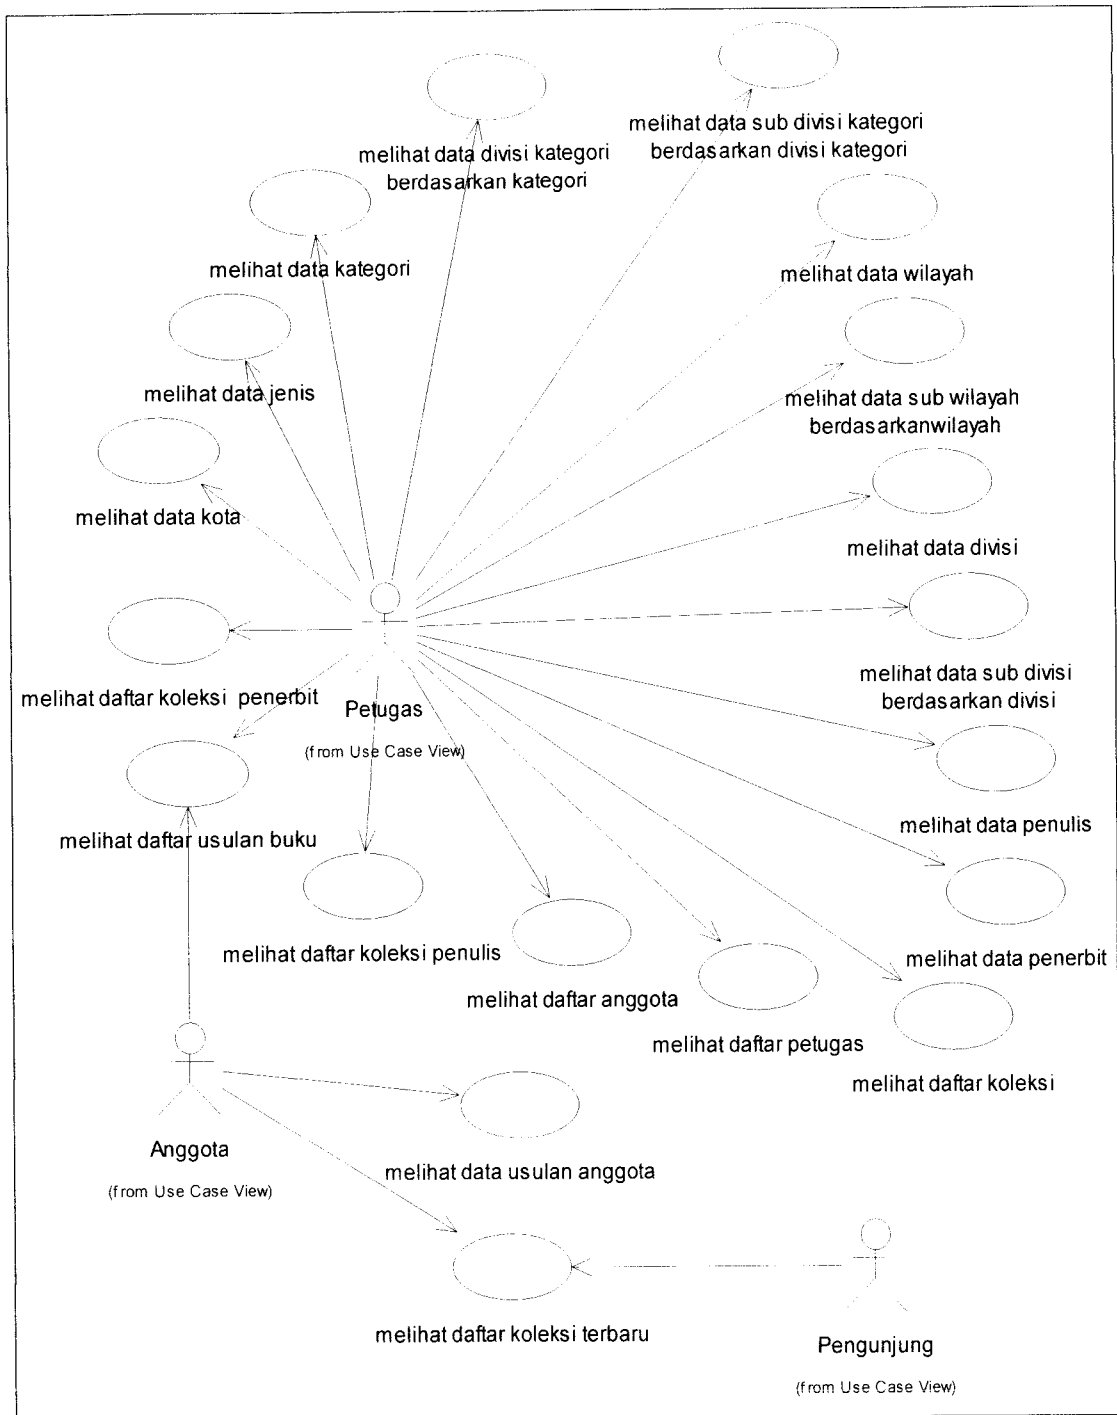 melihat data sub divisi kategori
berdasarkan divisi kategori
melihat data divisi kategori
berdasarkan kategori
melihat data kategori
melihat data wilayah
melihat data jenis
melihat data sub wilayah
berdasarkanwilayah
melihat data kota
melihat data divisi
melihat data sub divisi
berdasarkan divisi
melihat daftar koleksi penerbit
Petugas
(from Use Case View)
melihat data penulis
melihat daftar usulan buku
melihat daftar koleksi penulis
melihat data penerbit
melihat daftar anggota
melihat daftar petugas
melihat daftar koleksi
Anggota
(from Use Case View)
melihat data usulan anggota
melihat daftar koleksi terbaru
Pengunjung
(from Use Case View)